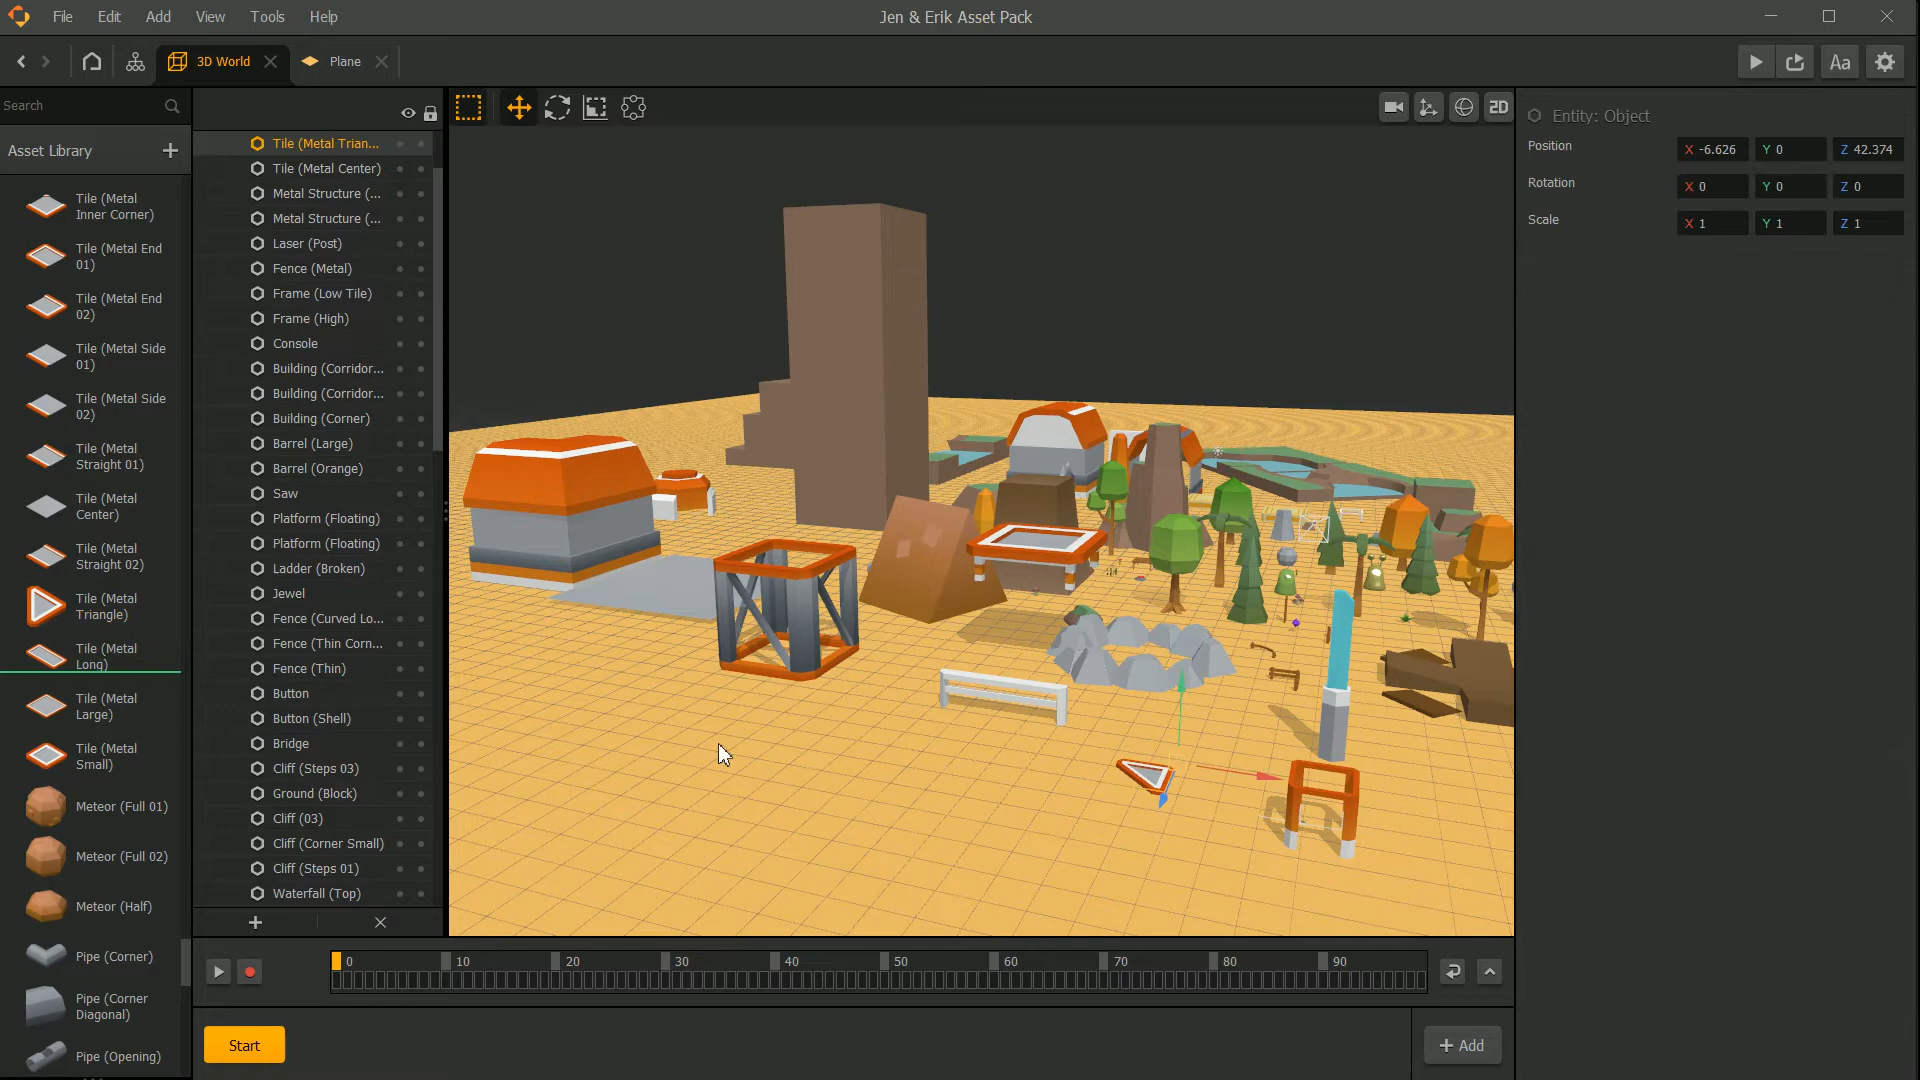 File Edit Add View Tools Help
Jen & Erik Asset Pack
3D World
Plane
Aa
Search
Asset Library
Tile (Metal
Inner Corner)
Tile (Metal End
01)
Tile (Metal End
02)
Tile (Metal Side
01)
Tile (Metal Side
02)
Tile (Metal
Straight 01)
Tile (Metal
Center)
Tile (Metal
Straight 02)
Tile (Metal
Triangle)
Tile (Metal
Long)
Tile (Metal
Large)
Tile (Metal
Small)
Meteor (Full 01)
Meteor (Full 02)
Meteor (Half)
Pipe (Corner)
Pipe (Corner
Diagonal)
Pipe (Opening)
Tile (Metal Trian...
Tile (Metal Center)
Metal Structure (...
Metal Structure (...
Laser (Post)
Fence (Metal)
Frame (Low Tile)
Frame (High)
Console
Building (Corridor...
Building (Corridor...
Building (Corner)
Barrel (Large)
Barrel (Orange)
Saw
Platform (Floating)
Platform (Floating)
Ladder (Broken)
Jewel
Fence (Curved Lo...
Fence (Thin Corn...
Fence (Thin)
Button
Button (Shell)
Bridge
Cliff (Steps 03)
Ground (Block)
Cliff (03)
Cliff (Corner Small)
Cliff (Steps 01)
Waterfall (Top)
2D
Entity: Object
Position X -6.626 Y 0 Z 42.374
Rotation X 0 Y 0 Z 0
Scale X 1 Y 1 Z 1
0 10 20 30 40 50 60 70 80 90
Start
+ Add